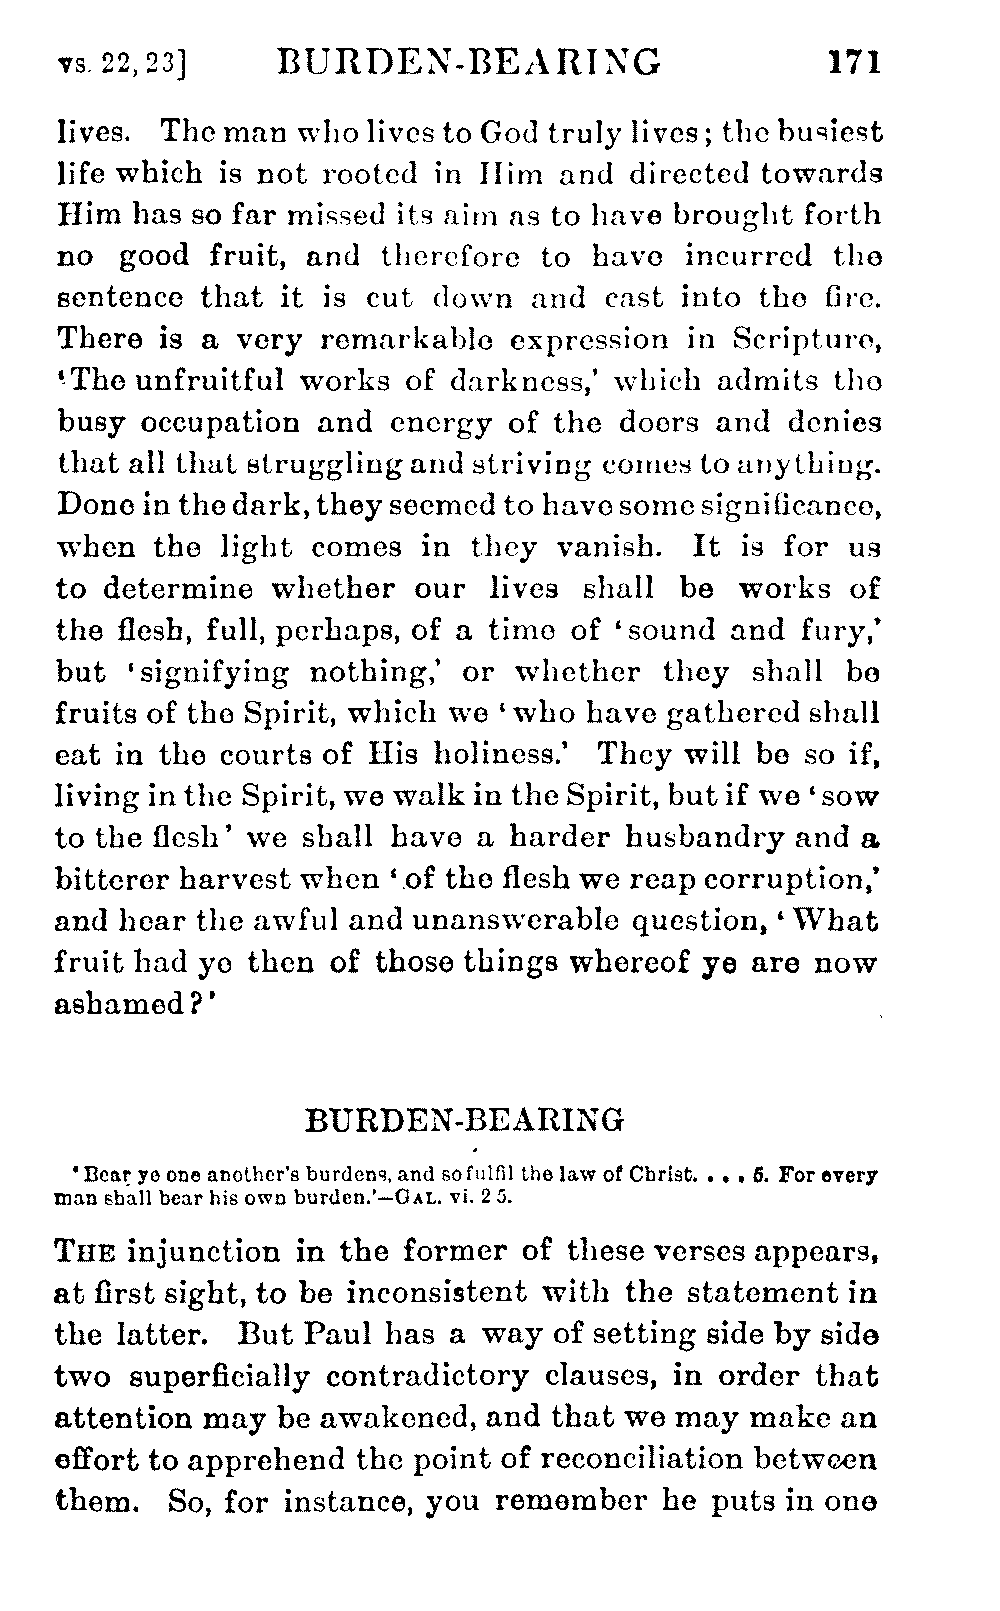 vs. 22, 23] BURDEN-BEARING 171
lives. The man who lives to God truly lives; the busiest
life which is not rooted in Him and directed towards
Him has so far missed its aim as to have brought forth
no good fruit, and therefore to have incurred the
sentence that it is cut down and cast into the fire.
There is a very remarkable expression in Scripture,
‘The unfruitful works of darkness,’ which admits the
busy occupation and energy of the doers and denies
that all that struggling and striving comes to anything.
Done in the dark, they seemed to have some significance,
when the light comes in they vanish. It is for us
to determine whether our lives shall be works of
the flesh, full, perhaps, of a time of ‘sound and fury,’
but ‘signifying nothing,’ or whether they shall be
fruits of the Spirit, which we ‘who have gathered shall
eat in the courts of His holiness.’ They will be so if,
living in the Spirit, we walk in the Spirit, but if we ‘sow
to the flesh’ we shall have a harder husbandry and a
bitterer harvest when ‘of the flesh we reap corruption,’
and hear the awful and unanswerable question, ‘What
fruit had ye then of those things whereof ye are now
ashamed?’
BURDEN-BEARING
‘Bear ye one another's burdens, and so fulfil the law of Christ. . . . 5. For every
man shall bear his own burden.’—GAL. vi. 2 5.
THE injunction in the former of these verses appears,
at first sight, to be inconsistent with the statement in
the latter. But Paul has a way of setting side by side
two superficially contradictory clauses, in order that
attention may be awakened, and that we may make an
effort to apprehend the point of reconciliation between
them. So, for instance, you remember he puts in one